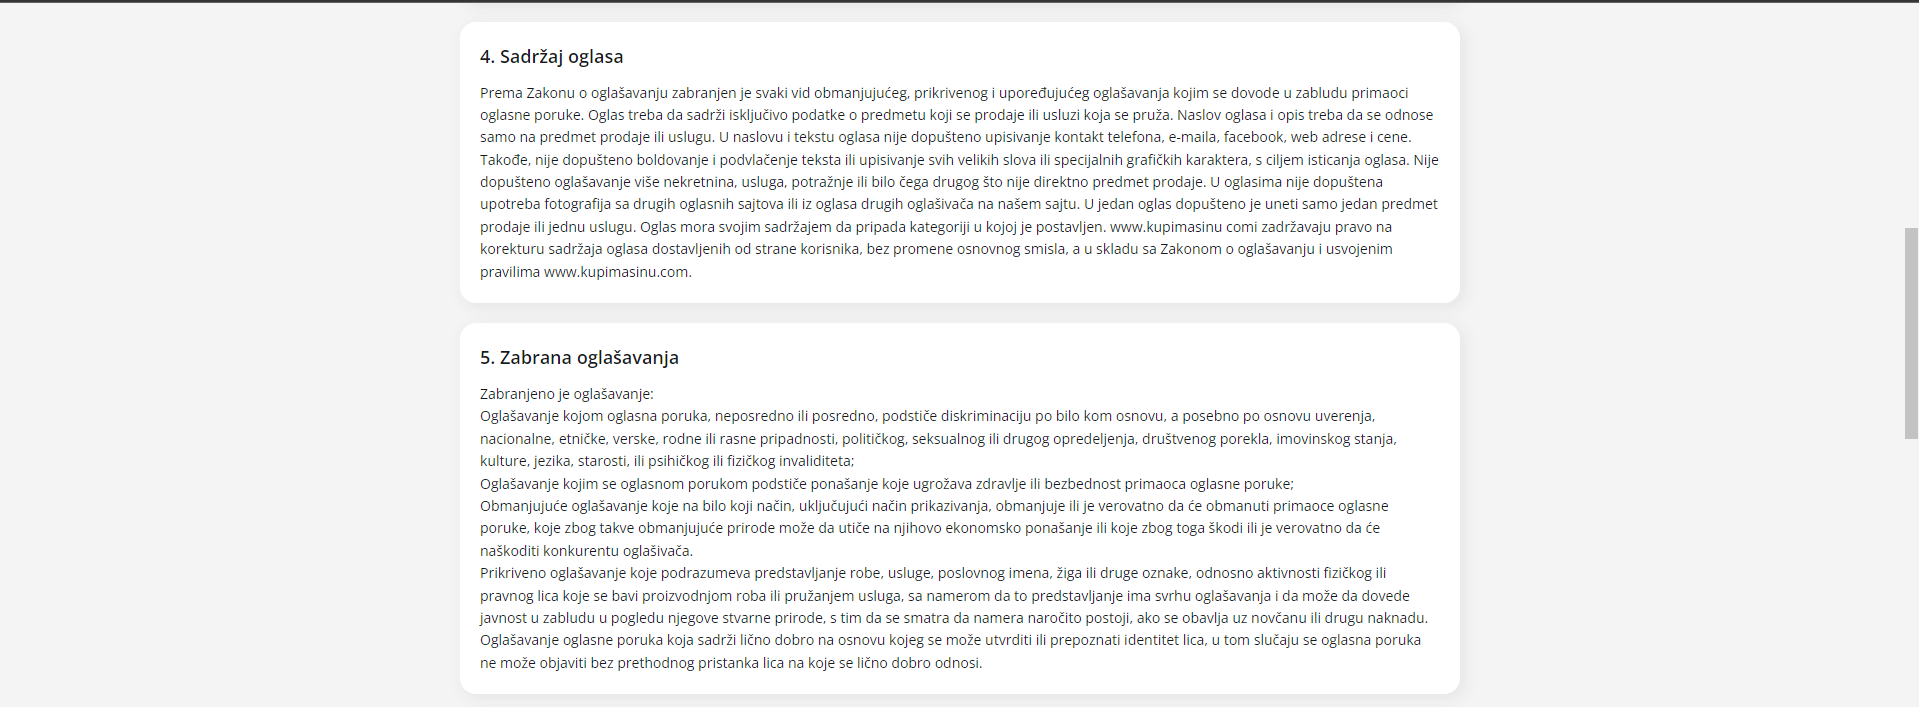 4. Sadržaj oglasa
Prema Zakonu o oglašavanju zabranjen je svaki vid obmanjujućeg, prikrivenog i upoređujućeg oglašavanja kojim se dovode u zabludu primaoci
oglasne poruke. Oglas treba da sadrži isključivo podatke o predmetu koji se prodaje ili usluzi koja se pruža. Naslov oglasa i opis treba da se odnose
samo na predmet prodaje ili uslugu. U naslovu i tekstu oglasa nije dopušteno upisivanje kontakt telefona, e-maila, facebook, web adrese i cene.
Takođe, nije dopušteno boldovanje i podvlačenje teksta ili upisivanje svih velikih slova ili specijalnih grafičkih karaktera, s ciljem isticanja oglasa. Nije
dopušteno oglašavanje više nekretnina, usluga, potražnje ili bilo čega drugog što nije direktno predmet prodaje. U oglasima nije dopuštena
upotreba fotografija sa drugih oglasnih sajtova ili iz oglasa drugih oglašivača na našem sajtu. U jedan oglas dopušteno je uneti samo jedan predmet
prodaje ili jednu uslugu. Oglas mora svojim sadržajem da pripada kategoriji u kojoj je postavljen. www.kupimasinu comi zadržavaju pravo na
korekturu sadržaja oglasa dostavljenih od strane korisnika, bez promene osnovnog smisla, a u skladu sa Zakonom o oglašavanju i usvojenim
pravilima www.kupimasinu.com.
5. Zabrana oglašavanja
Zabranjeno je oglašavanje:
Oglašavanje kojom oglasna poruka, neposredno ili posredno, podstiče diskriminaciju po bilo kom osnovu, a posebno po osnovu uverenja,
nacionalne, etničke, verske, rodne ili rasne pripadnosti, političkog, seksualnog ili drugog opredeljenja, društvenog porekla, imovinskog stanja,
kulture, jezika, starosti, ili psihičkog ili fizičkog invaliditeta;
Oglašavanje kojim se oglasnom porukom podstiče ponašanje koje ugrožava zdravlje ili bezbednost primaoca oglasne poruke;
Obmanjujuće oglašavanje koje na bilo koji način, uključujući način prikazivanja, obmanjuje ili je verovatno da će obmanuti primaoce oglasne
poruke, koje zbog takve obmanjujuće prirode može da utiče na njihovo ekonomsko ponašanje ili koje zbog toga škodi ili je verovatno da će
naškoditi konkurentu oglašivača.
Prikriveno oglašavanje koje podrazumeva predstavljanje robe, usluge, poslovnog imena, žiga ili druge oznake, odnosno aktivnosti fizičkog ili
pravnog lica koje se bavi proizvodnjom roba ili pružanjem usluga, sa namerom da to predstavljanje ima svrhu oglašavanja i da može da dovede
javnost u zabludu u pogledu njegove stvarne prirode, s tim da se smatra da namera naročito postoji, ako se obavlja uz novčanu ili drugu naknadu.
Oglašavanje oglasne poruka koja sadrži lično dobro na osnovu kojeg se može utvrditi ili prepoznati identitet lica, u tom slučaju se oglasna poruka
ne može objaviti bez prethodnog pristanka lica na koje se lično dobro odnosi.